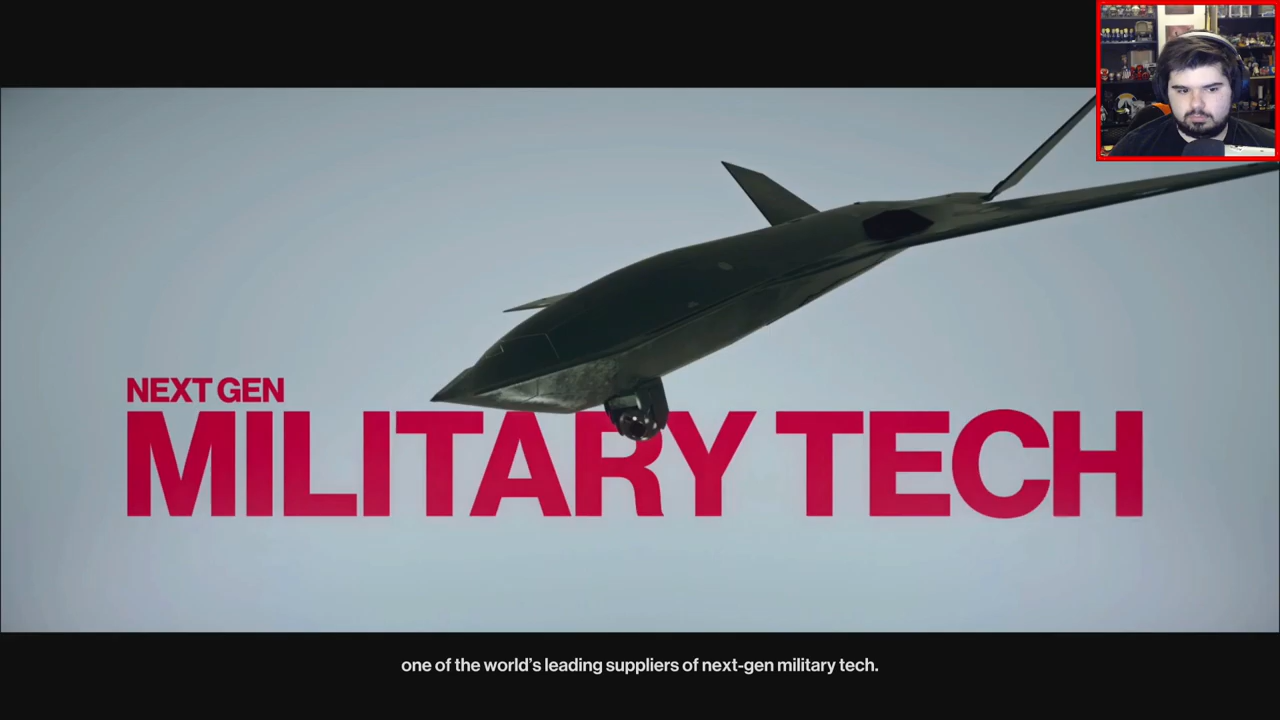 NEXT GEN
MILITARY TECH
one of the world's leading suppliers of next-gen military tech.